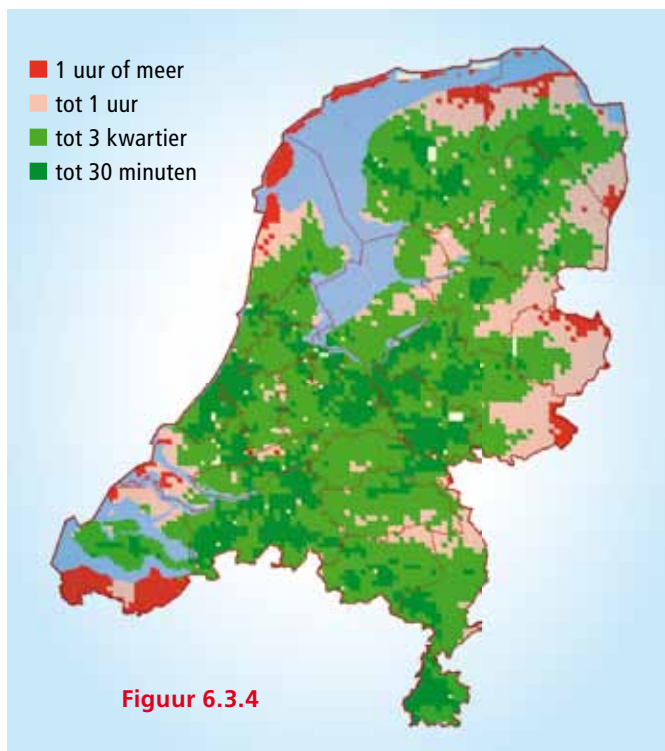 1 uur of meer
tot 1 uur
tot 3 kwartier
tot 30 minuten
Figuur 6.3.4